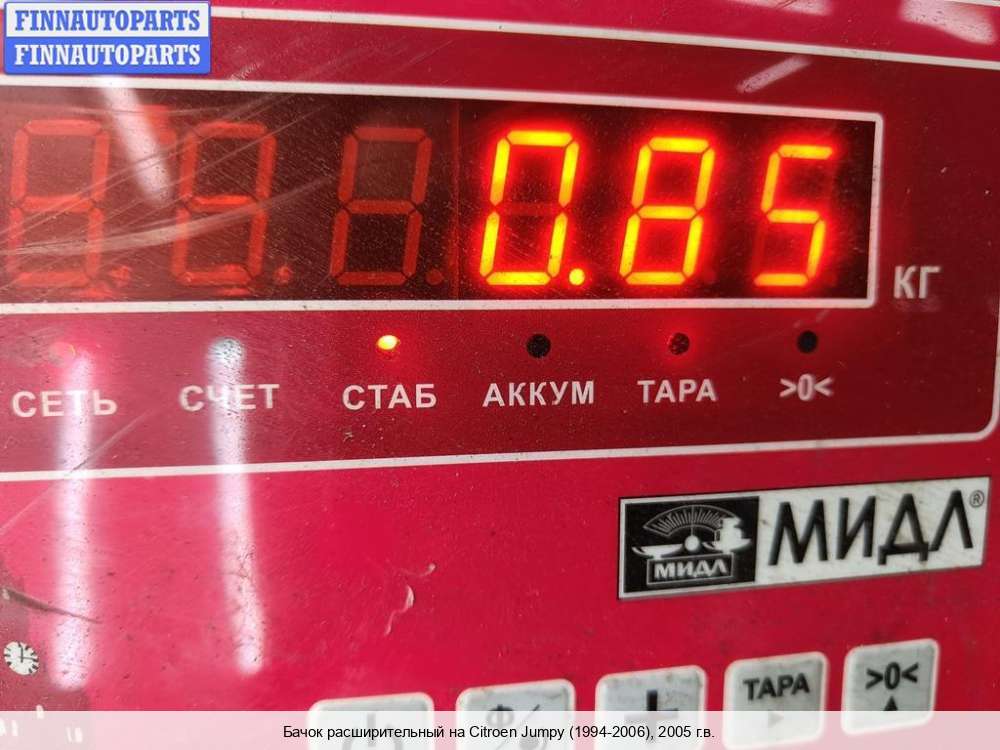 FINNAUTOPARTS
FINNAUTOPARTS
0.85
КГ
СЕТЬ СЧЕТ СТАБ АККУМ ТАРА >0<
МИДЛ®
МИДЛ
ТАРА >0<
Бачок расширительный на Citroen Jumpy (1994-2006), 2005 г.в.